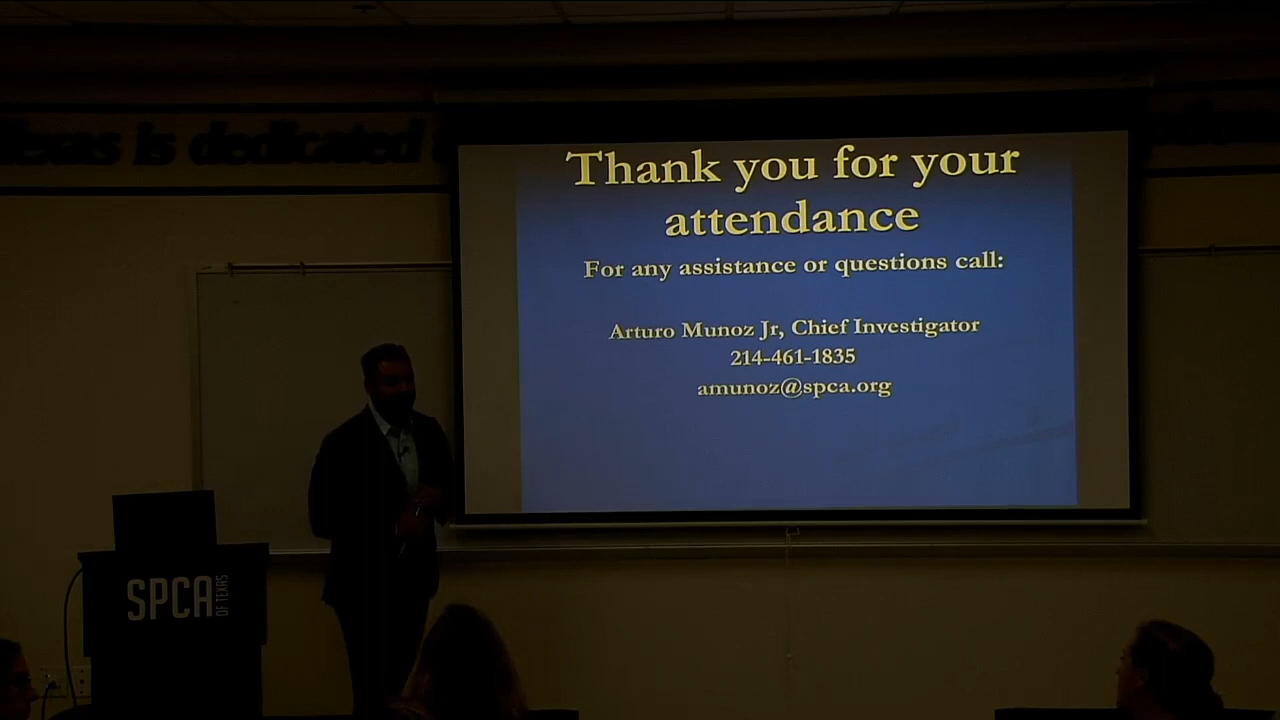 Texas is dedicated
Thank you for your
attendance
For any assistance or questions call:
Arturo Munoz Jr, Chief Investigator
214-461-1835
amunoz@spca.org
SPCA
OF TEXAS